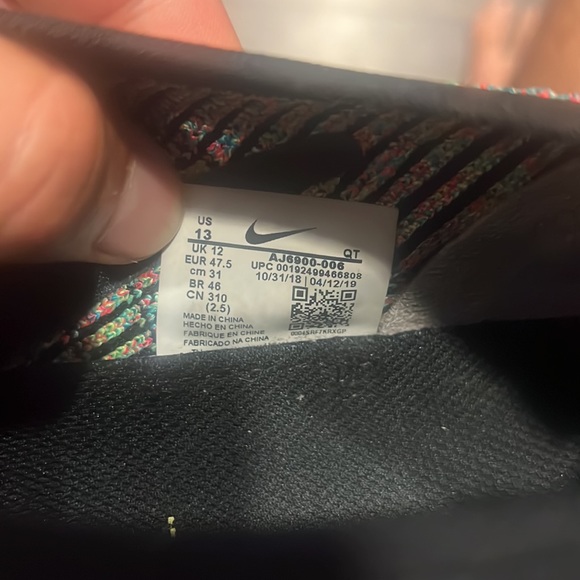 US
13
UK 12
EUR 47.5
cm 31
BR 46
CN 310
(2.5)
AJ6900-006 QT
UPC 00192499466808
10/31/18 | 04/12/19
MADE IN CHINA
HECHO EN CHINA
FABRIQUE EN CHINE
FABRICADO NA CHINA